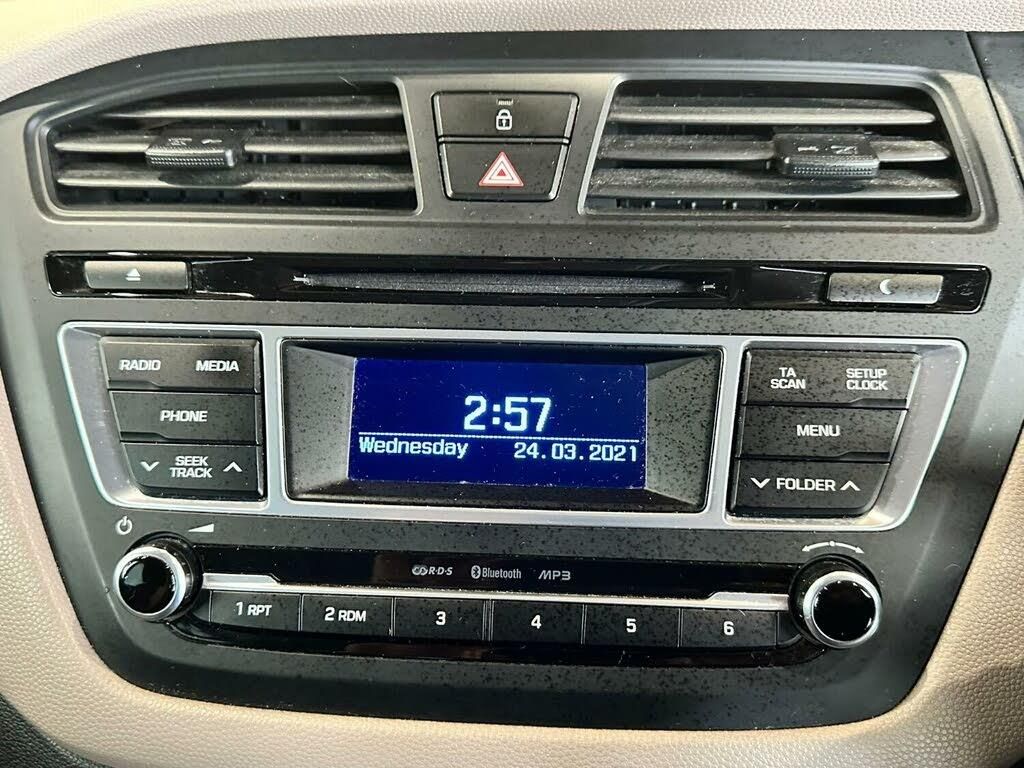 RADIO MEDIA
PHONE
SEEK
TRACK
2:57
Wednesday 24.03.2021
TA
SCAN
SETUP
CLOCK
MENU
FOLDER
R·D·S Bluetooth MP3
1 RPT 2 RDM 3 4 5 6